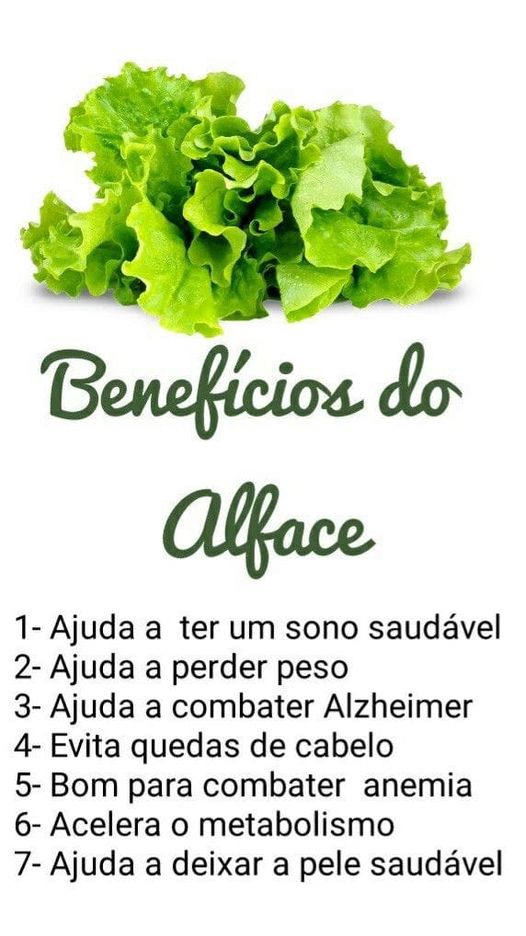 Benefícios do
Alface
1- Ajuda a  ter um sono saudável
2- Ajuda a perder peso
3- Ajuda a combater Alzheimer
4- Evita quedas de cabelo
5- Bom para combater  anemia
6- Acelera o metabolismo
7- Ajuda a deixar a pele saudável